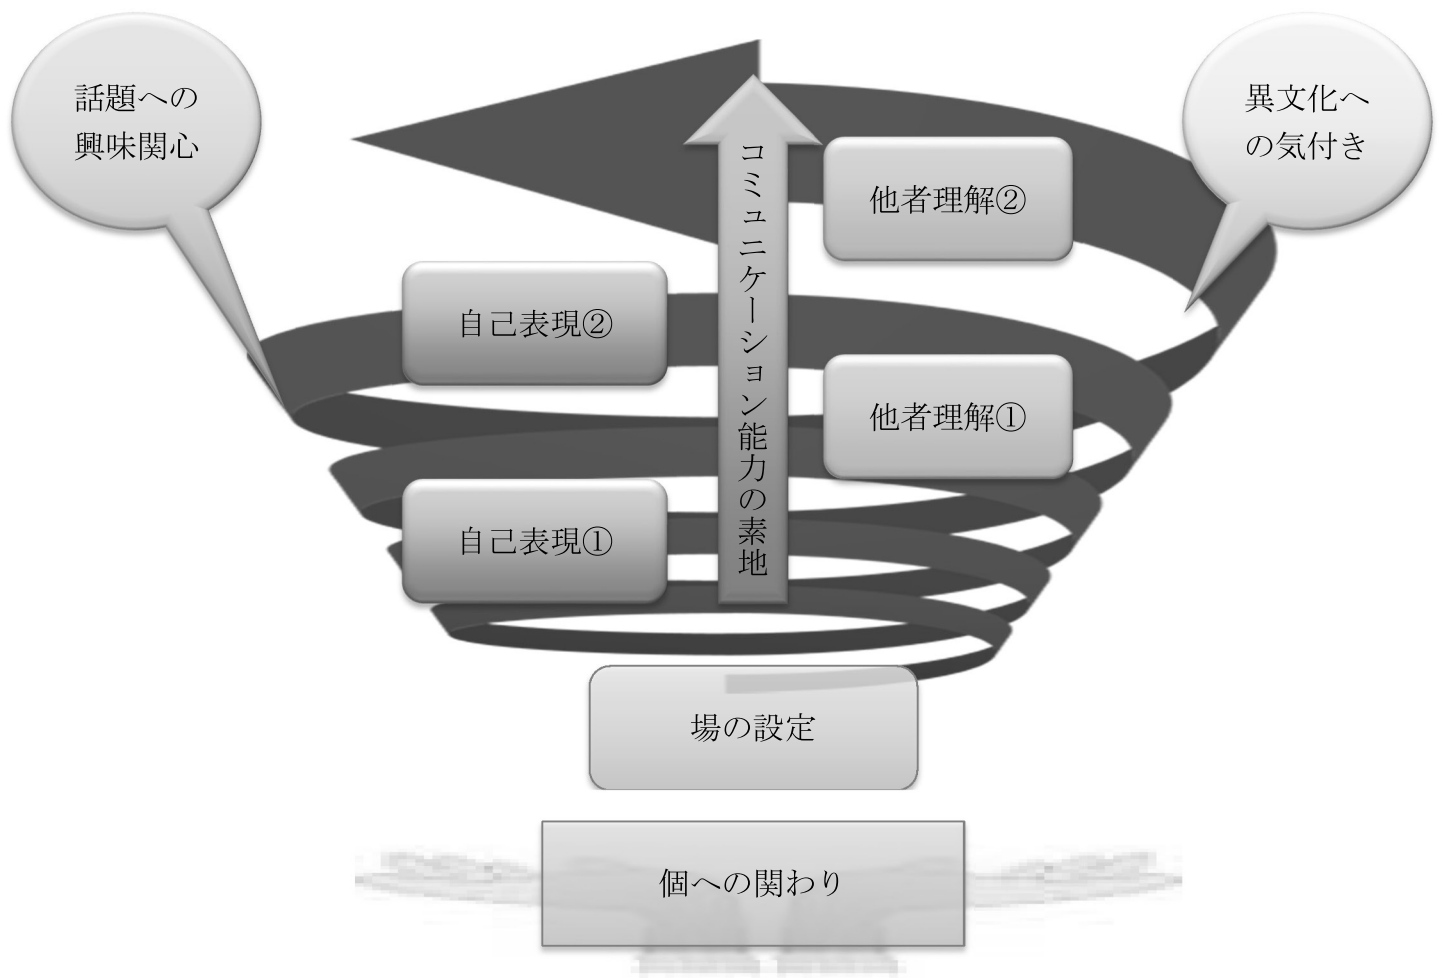 話題への
興味関心
異文化へ
の気付き
コミュニケーション能力の素地
他者理解②
自己表現②
他者理解①
自己表現①
場の設定
個への関わり